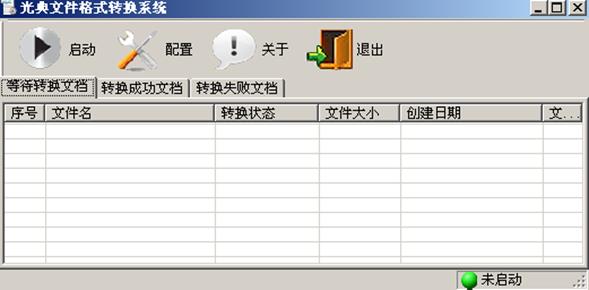 光典文件格式转换系统
启动 配置 关于 退出
等待转换文档 转换成功文档 转换失败文档
序号 文件名 转换状态 文件大小 创建日期 文...
未启动